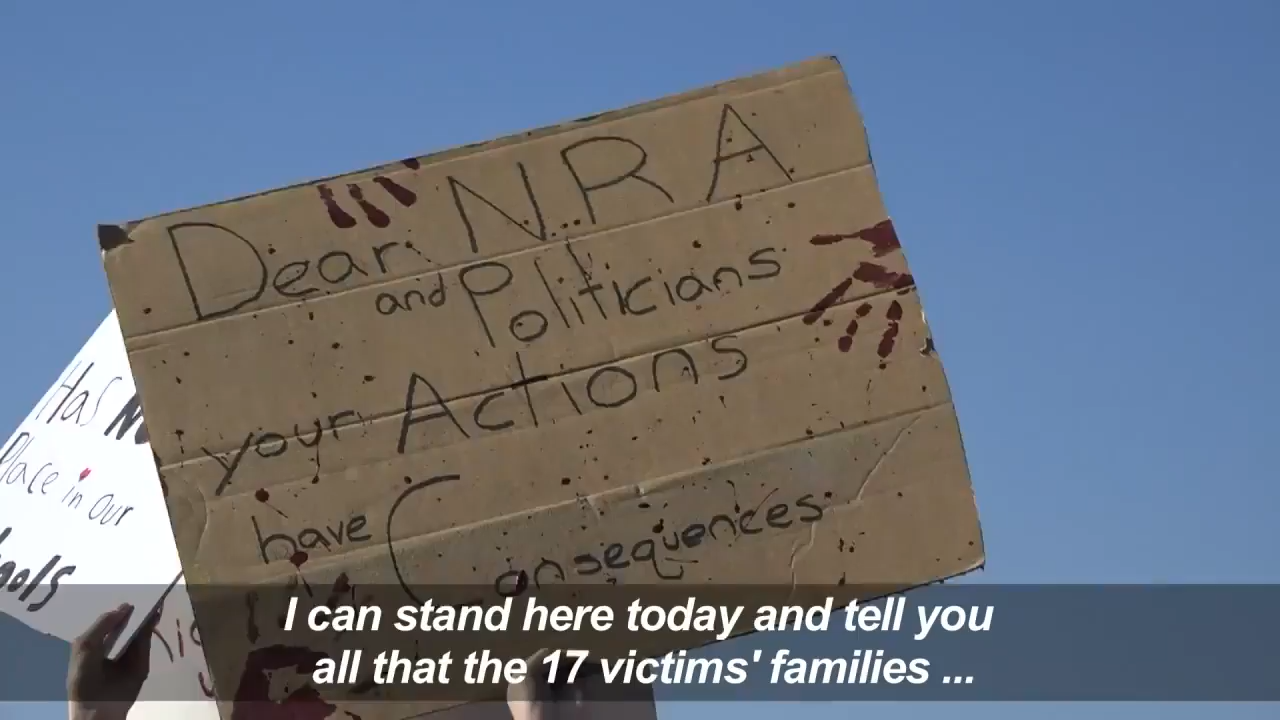 Dear NRA
and Politicians
your Actions
have Consequences
Has
Place in our
I can stand here today and tell you
all that the 17 victims' families ...